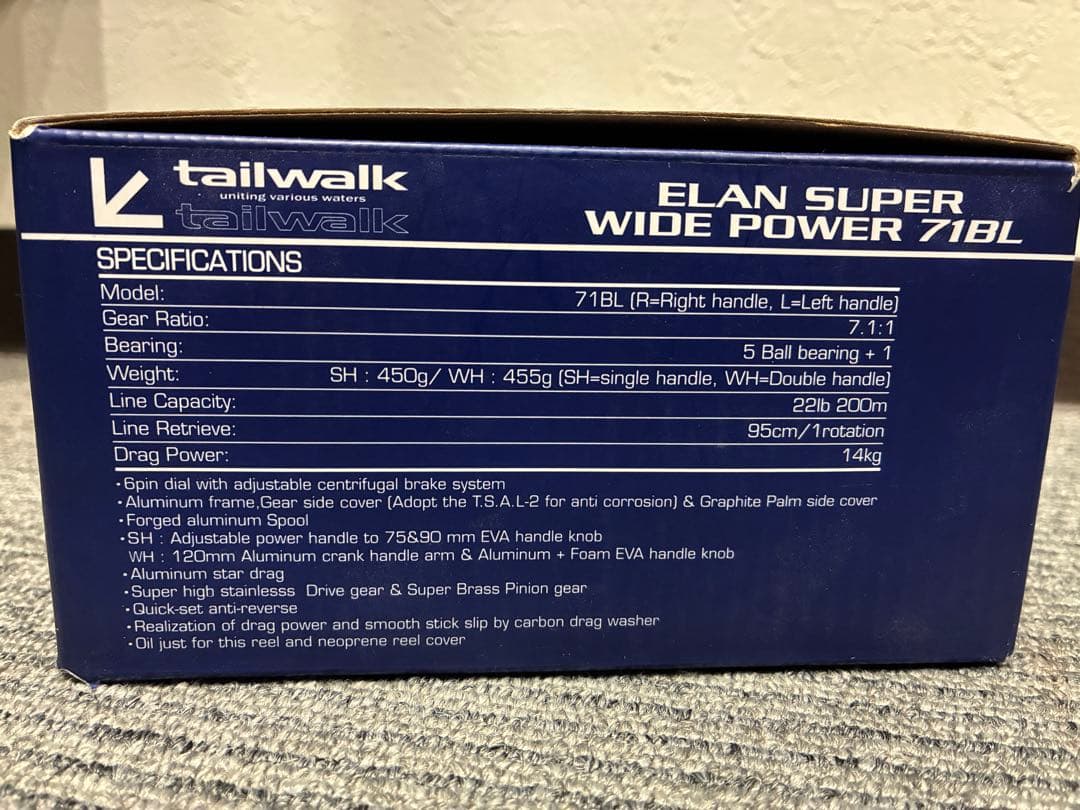 tailwalk
uniting various waters
tailwalk
ELAN SUPER
WIDE POWER 71BL
SPECIFICATIONS
Model: 71BL (R=Right handle, L=Left handle)
Gear Ratio: 7.1:1
Bearing: 5 Ball bearing + 1
Weight: SH : 450g/ WH : 455g (SH=single handle, WH=Double handle)
Line Capacity: 22lb 200m
Line Retrieve: 95cm/1rotation
Drag Power: 14kg
•6pin dial with adjustable centrifugal brake system
•Aluminum frame,Gear side cover (Adopt the T.S.A.L-2 for anti corrosion) & Graphite Palm side cover
•Forged aluminum Spool
•SH : Adjustable power handle to 75&90 mm EVA handle knob
WH : 120mm Aluminum crank handle arm & Aluminum + Foam EVA handle knob
•Aluminum star drag
•Super high stainlesss Drive gear & Super Brass Pinion gear
•Quick-set anti-reverse
•Realization of drag power and smooth stick slip by carbon drag washer
•Oil just for this reel and neoprene reel cover